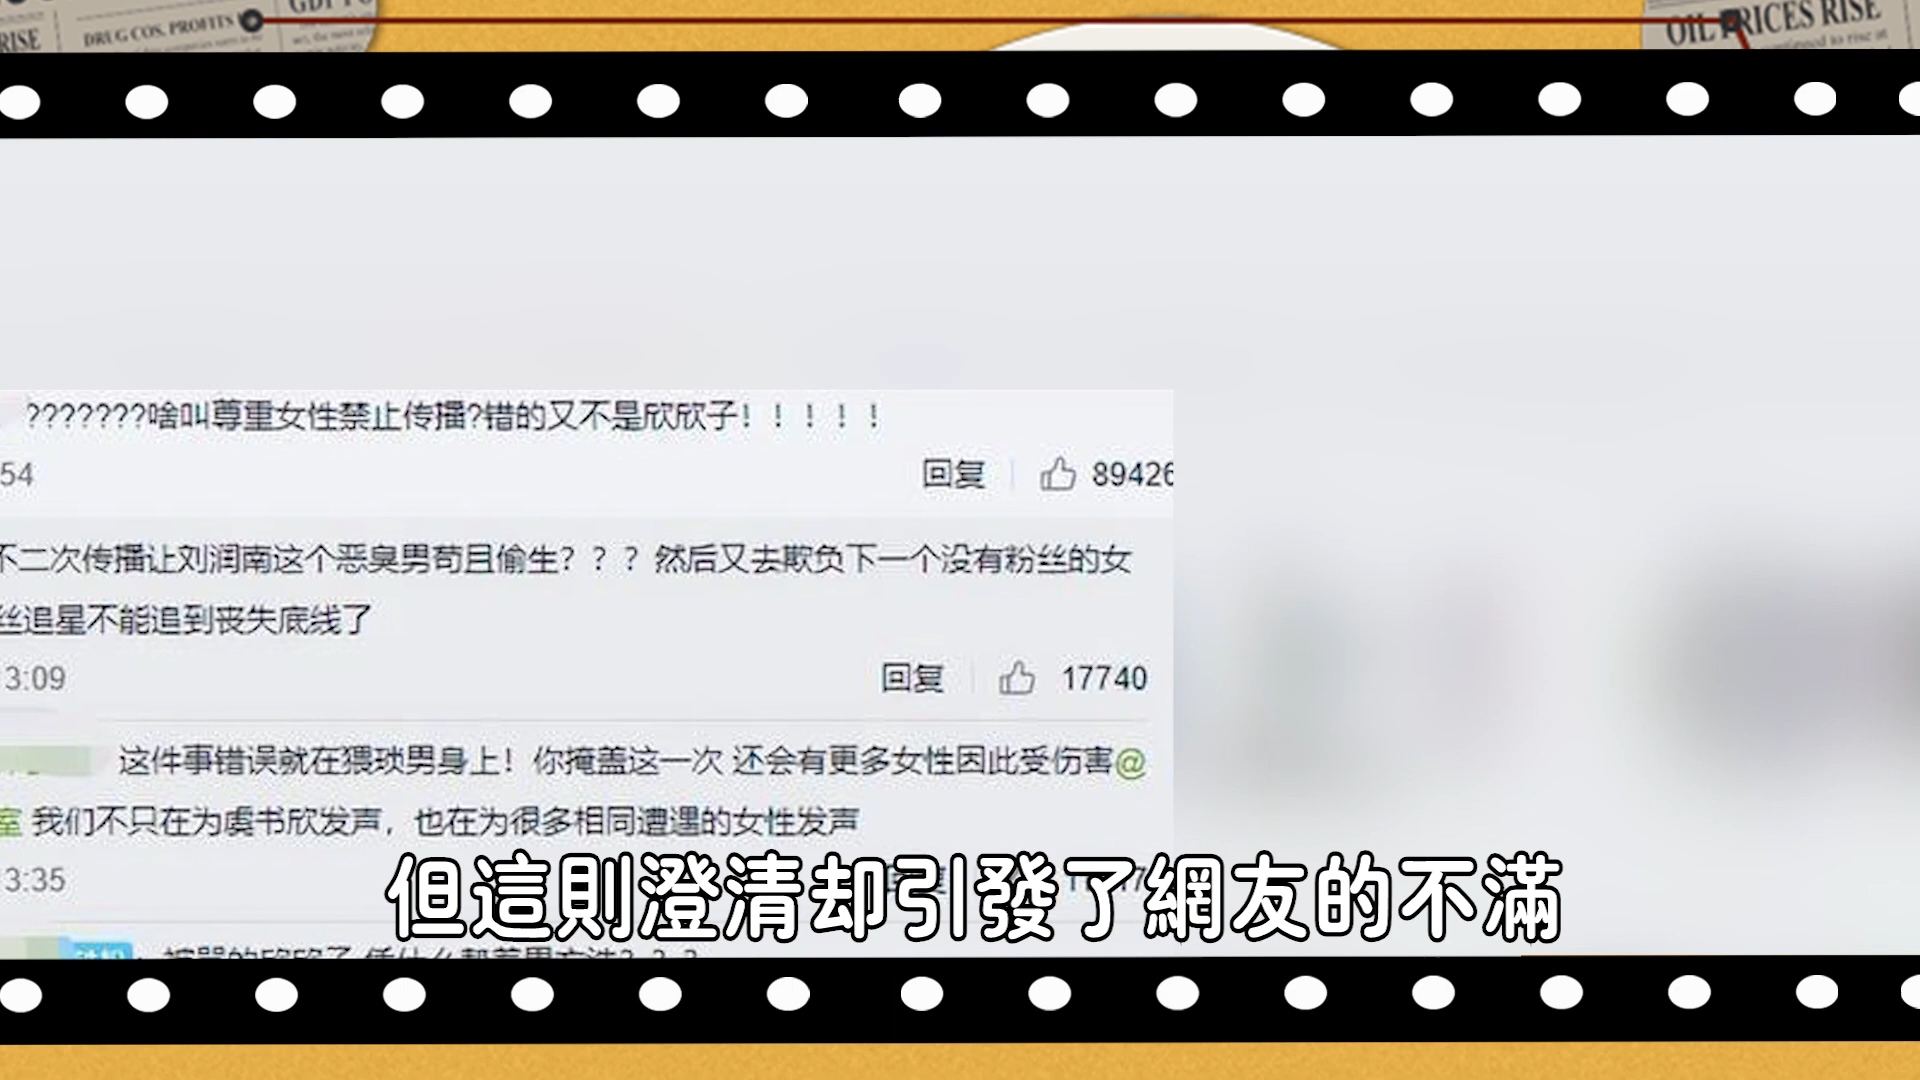 RISE
DRUG COS. PROFITS
OIL PRICES RISE
continued to rise at
???????啥叫尊重女性禁止传播?错的又不是欣欣子！！！！！
54
回复
89426
不二次传播让刘润南这个恶臭男苟且偷生？？？然后又去欺负下一个没有粉丝的女
丝追星不能追到丧失底线了
3:09
回复
17740
这件事错误就在猥琐男身上！你掩盖这一次 还会有更多女性因此受伤害@
室 我们不只在为虞书欣发声，也在为很多相同遭遇的女性发声
3:35
但這則澄清却引發了網友的不滿